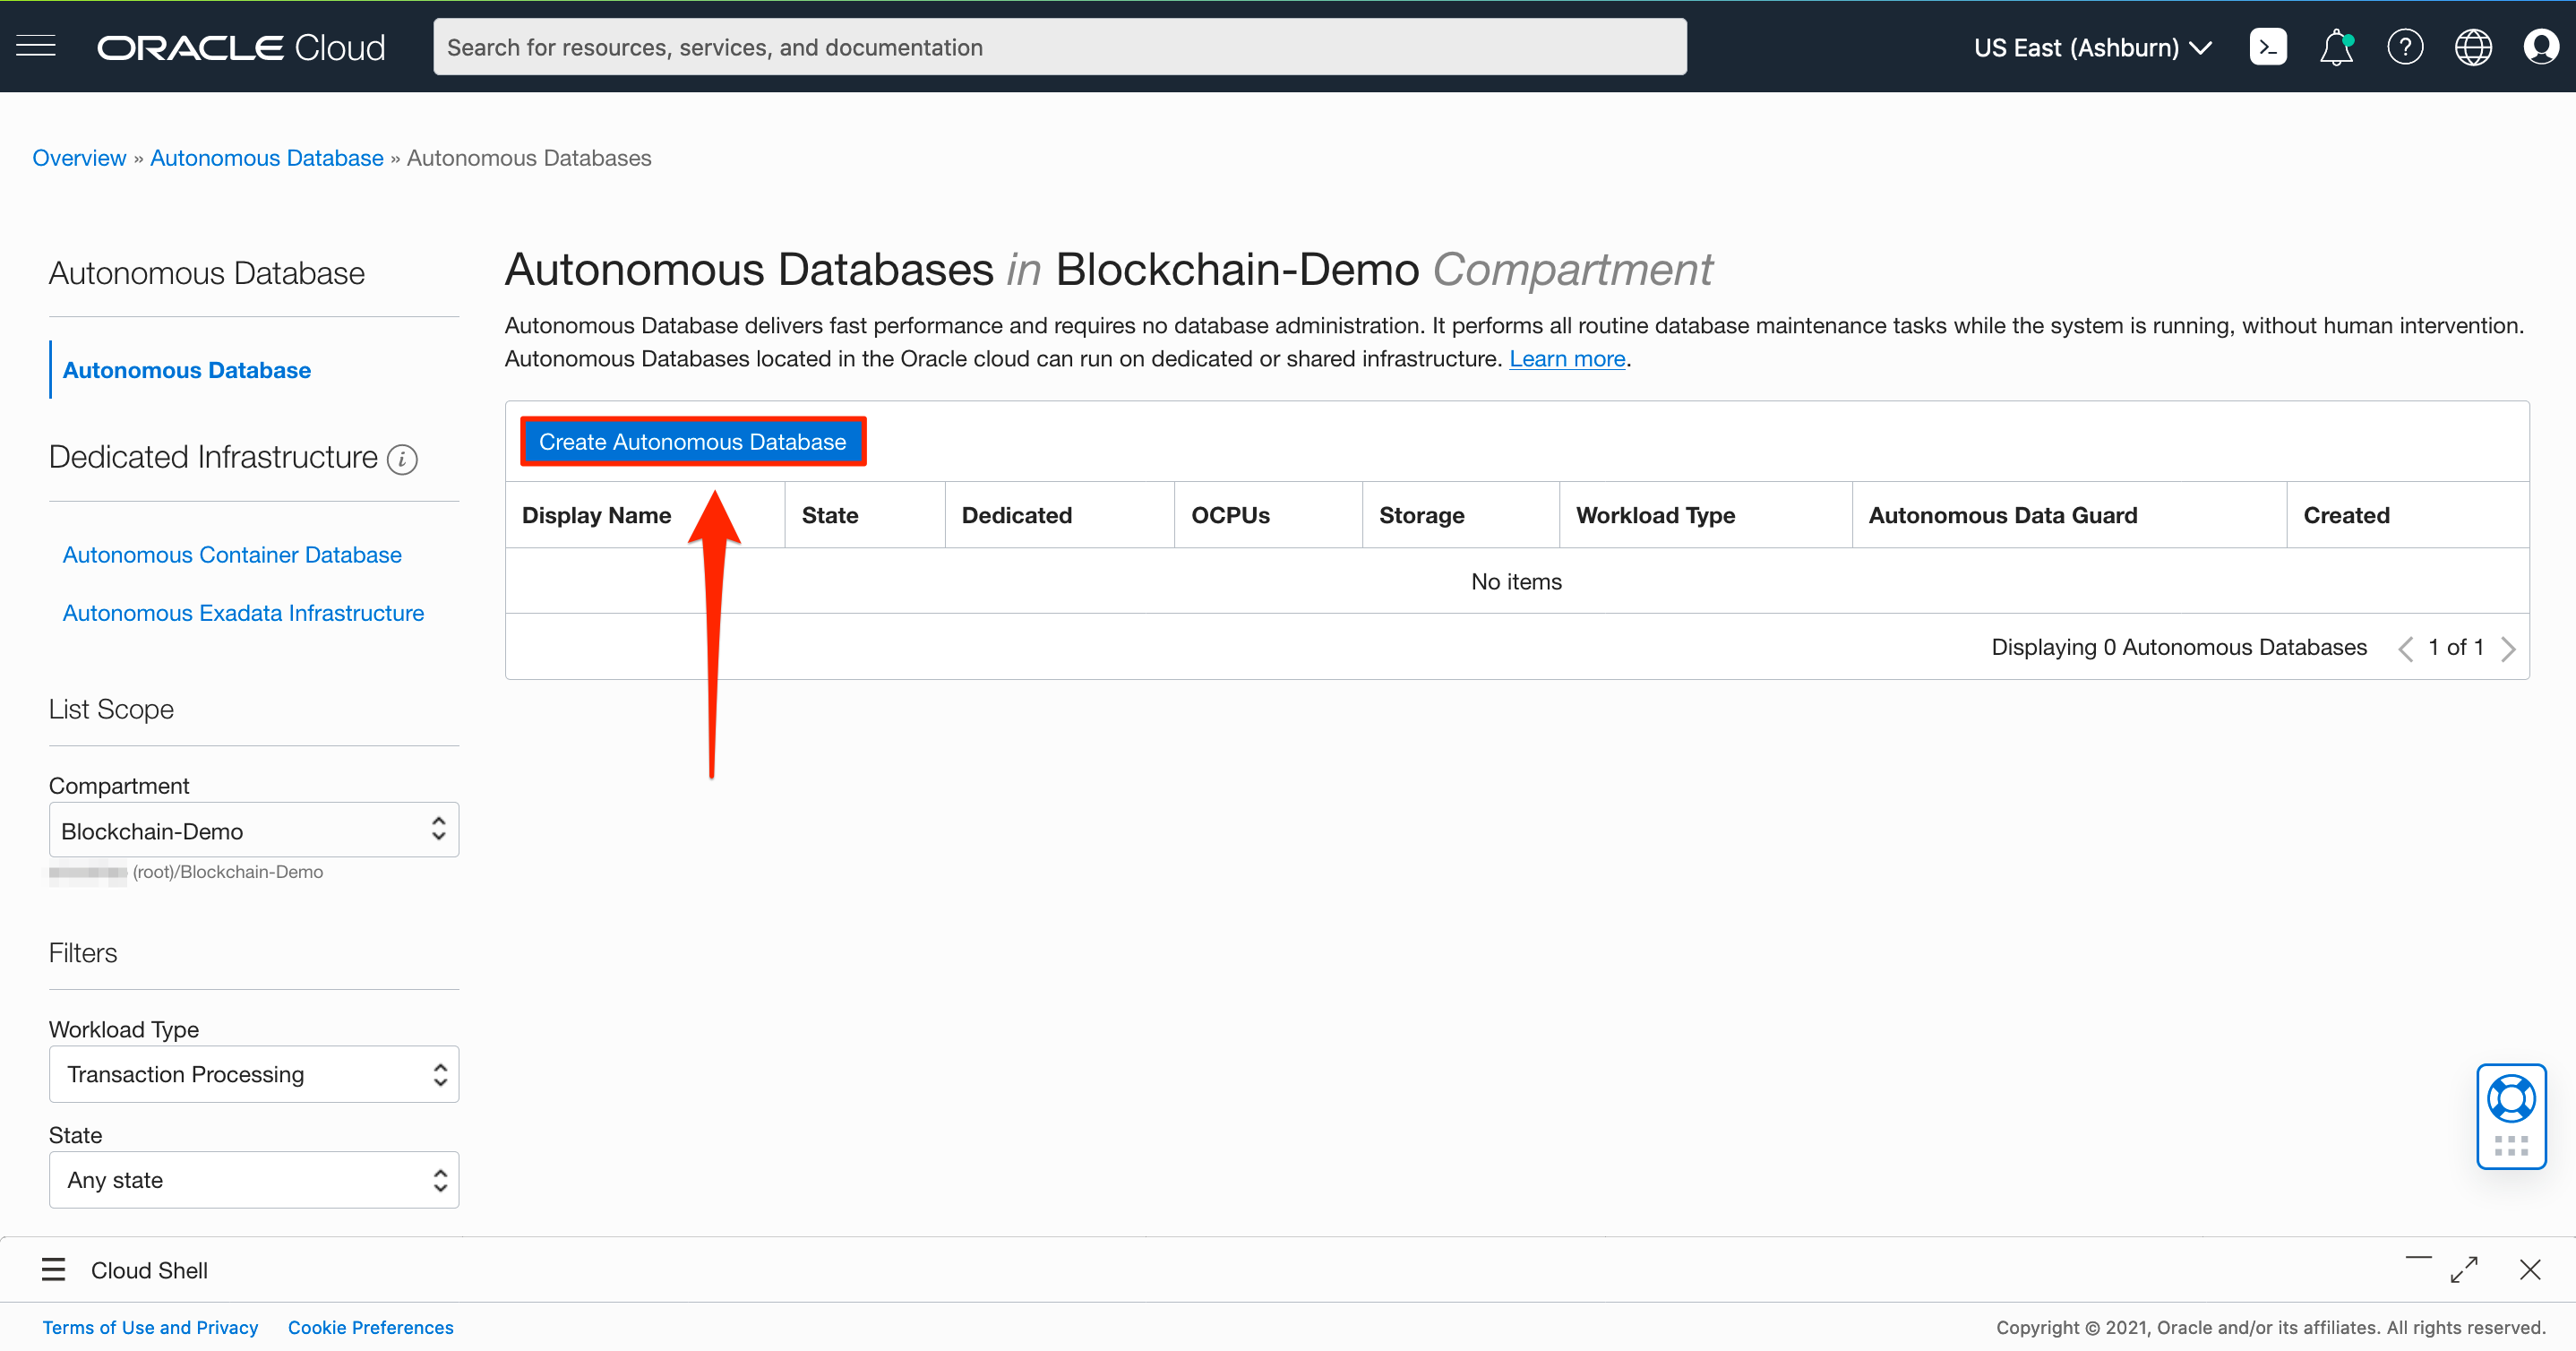 ORACLE Cloud
Search for resources, services, and documentation
US East (Ashburn)
Overview » Autonomous Database » Autonomous Databases
Autonomous Database
Autonomous Database
Dedicated Infrastructure
Autonomous Container Database
Autonomous Exadata Infrastructure
List Scope
Compartment
Blockchain-Demo
(root)/Blockchain-Demo
Filters
Workload Type
Transaction Processing
State
Any state
Autonomous Databases in Blockchain-Demo Compartment
Autonomous Database delivers fast performance and requires no database administration. It performs all routine database maintenance tasks while the system is running, without human intervention.
Autonomous Databases located in the Oracle cloud can run on dedicated or shared infrastructure. Learn more.
Create Autonomous Database
Display Name State Dedicated OCPUs Storage Workload Type Autonomous Data Guard Created
No items
Displaying 0 Autonomous Databases 1 of 1
Cloud Shell
Terms of Use and Privacy Cookie Preferences
Copyright © 2021, Oracle and/or its affiliates. All rights reserved.